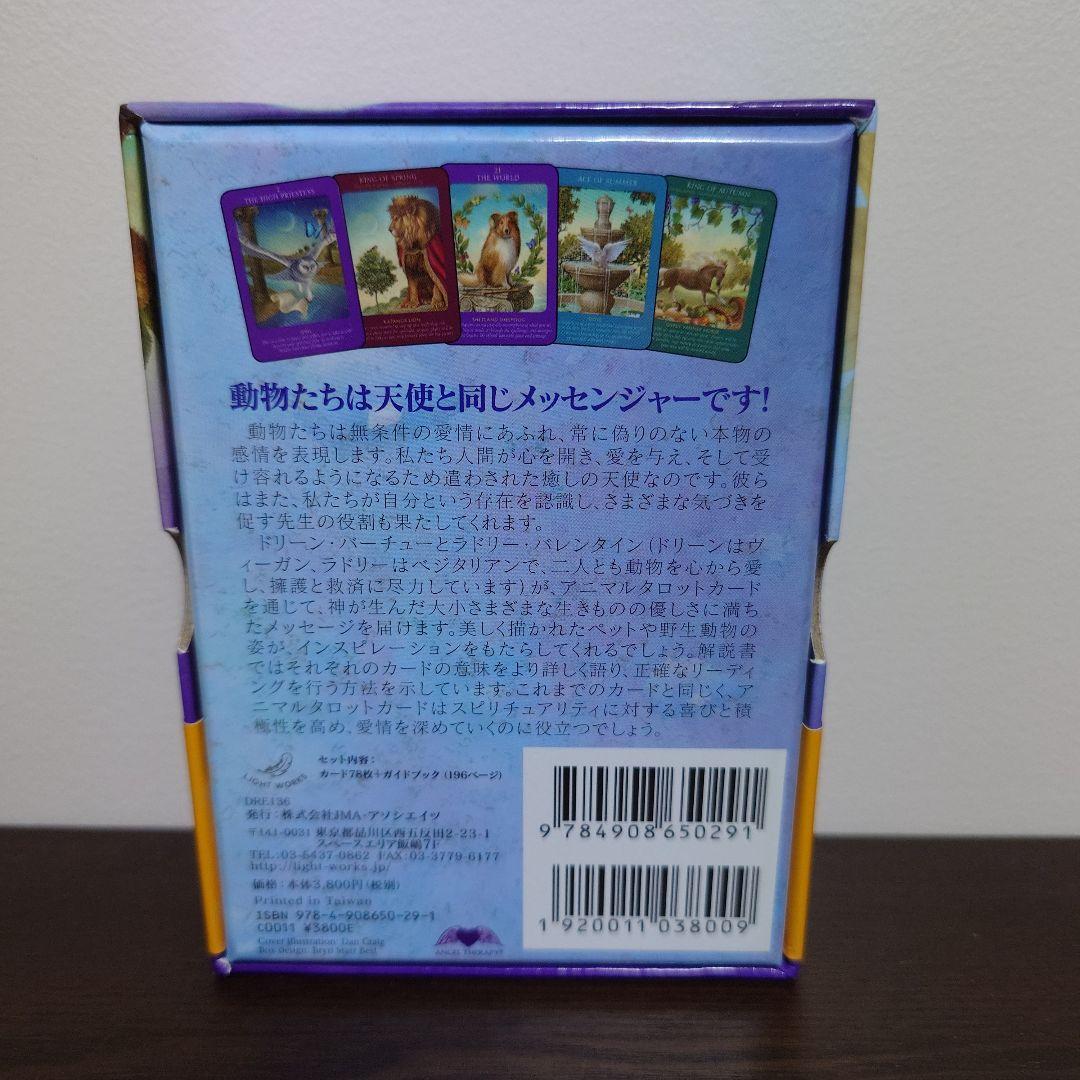 THE HIGH PRIESTESS
KING OF SPRING
21
THE WORLD
ACE OF SUMMER
KING OF AUTUMN
OWL
KATANGA LION
SHETLAND SHEEPDOG
動物たちは天使と同じメッセンジャーです!
動物たちは無条件の愛情にあふれ、常に偽りのない本物の
感情を表現します。私たち人間が心を開き、愛を与え、そして受
け容れるようになるため遣わされた癒しの天使なのです。彼ら
はまた、私たちが自分という存在を認識し、さまざまな気づきを
促す先生の役割も果たしてくれます。
ドリーン・バーチューとラドリー・バレンタイン(ドリーンはヴ
ィーガン、ラドリーはベジタリアンで、二人とも動物を心から愛
し、擁護と救済に尽力しています)が、アニマルタロットカード
を通じて、神が生んだ大小さまざまな生きものの優しさに満ち
たメッセージを届けます。美しく描かれたペットや野生動物の
姿が、インスピレーションをもたらしてくれるでしょう。解説書
ではそれぞれのカードの意味をより詳しく語り、正確なリーディ
ングを行う方法を示しています。これまでのカードと同じく、ア
ニマルタロットカードはスピリチュアリティに対する喜びと積
極性を高め、愛情を深めていくのに役立つでしょう。
LIGHT WORKS
セット内容:
カード78枚+ガイドブック(196ページ)
DRE136
発行:株式会社JMA・アソシエイツ
〒141-0031 東京都品川区西五反田2-23-1
スペースエリア飯嶋7F
TEL:03-5437-0862 FAX:03-3779-6177
http://light-works.jp/
価格:本体3,800円(税別)
Printed in Taiwan
ISBN 978-4-908650-29-1
C0011 ¥3800E
Cover Illustration: Dan Craig
Box design: Bryn Starr Best
ANGEL THERAPY®
9 784908 650291
1 920011 038009